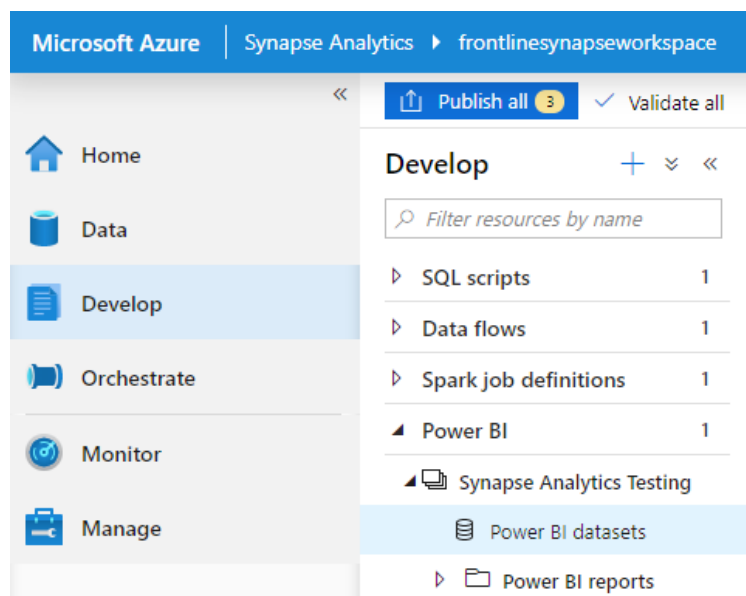 Microsoft Azure Synapse Analytics frontlinesynapseworkspace
Publish all 3 Validate all
Home
Data
Develop
Orchestrate
Monitor
Manage
Develop
Filter resources by name
SQL scripts 1
Data flows 1
Spark job definitions 1
Power BI 1
Synapse Analytics Testing
Power BI datasets
Power BI reports